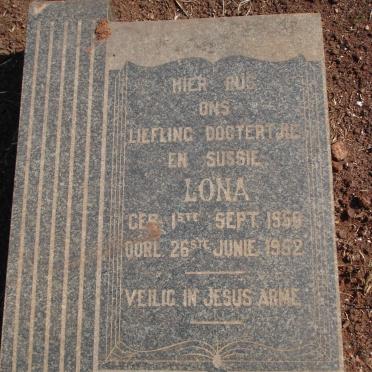 HIER RUS
ONS
LIEFLING DOGTERTJIE
EN SUSSIE
LONA
GEB. 1STE SEPT. 1950
OORL. 26STE JUNIE 1952
VEILIG IN JESUS ARME